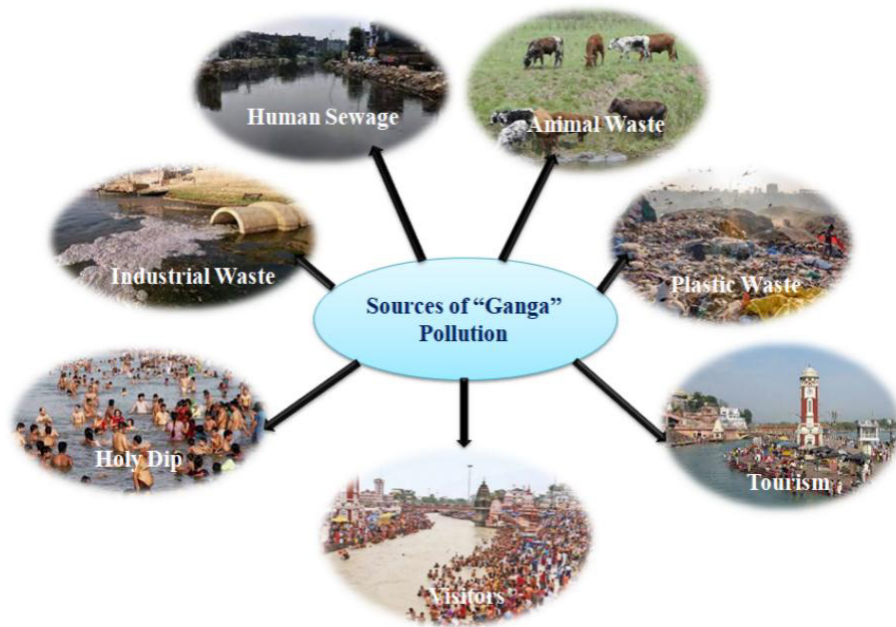 Human Sewage
Animal Waste
Industrial Waste
Plastic Waste
Sources of “Ganga”
Pollution
Holy Dip
Tourism
Visitors